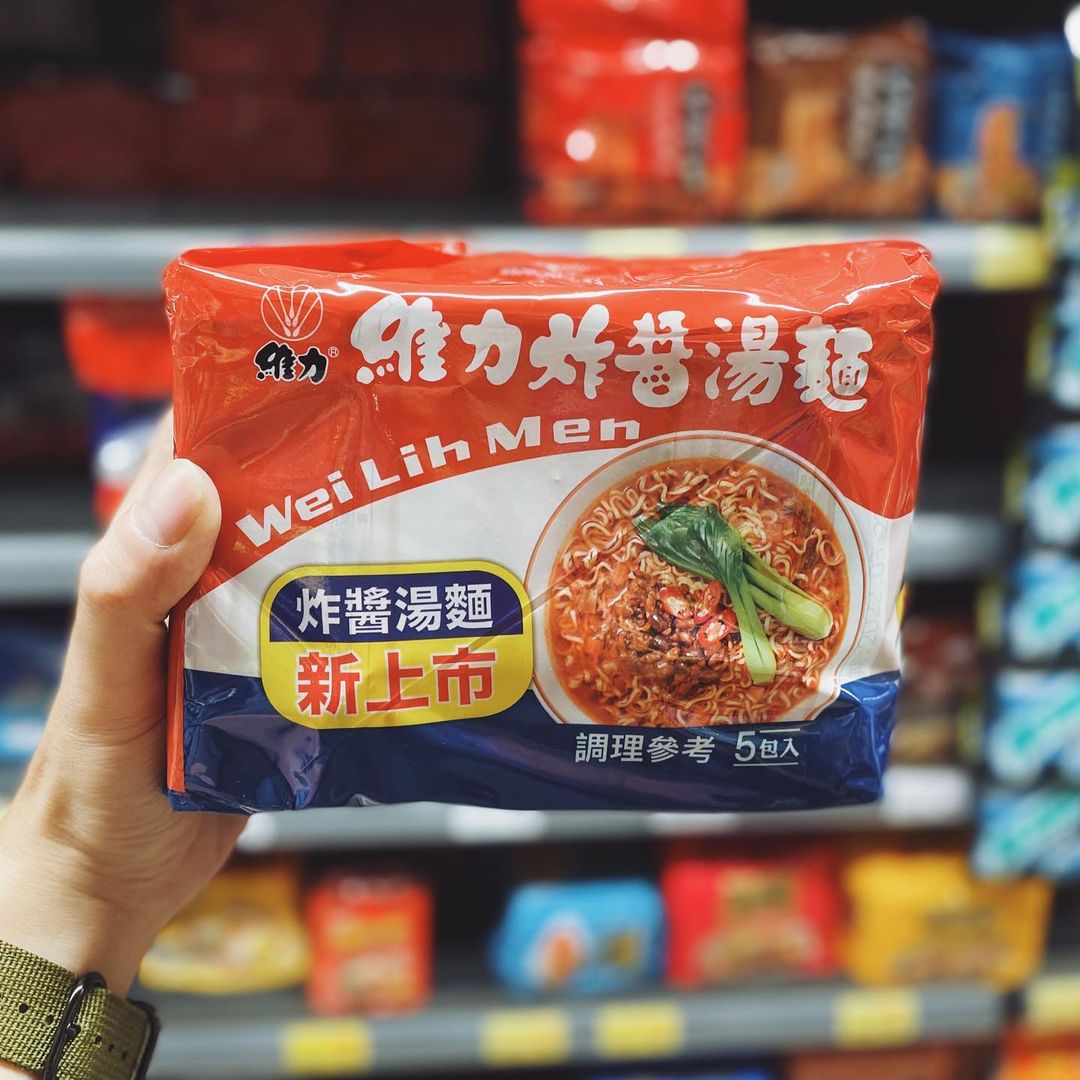 維力®
維力炸醬湯麵
Wei Lih Men
炸醬湯麵
新上市
調理參考 5包入